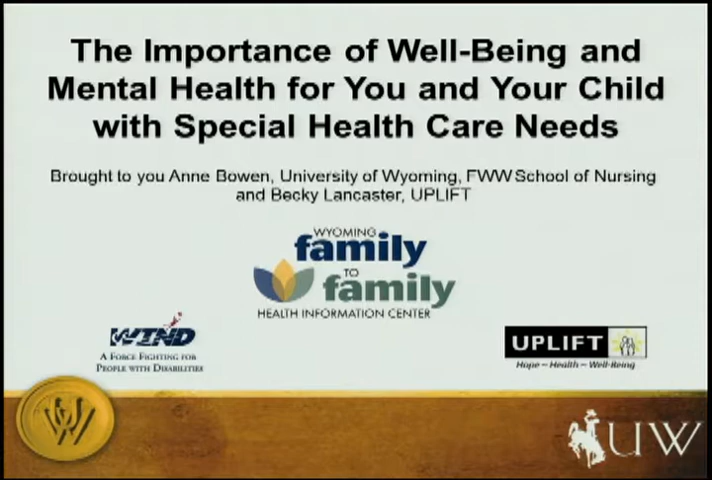 The Importance of Well-Being and
Mental Health for You and Your Child
with Special Health Care Needs
Brought to you Anne Bowen, University of Wyoming, FWW School of Nursing
and Becky Lancaster, UPLIFT
WYOMING
family
TO
family
HEALTH INFORMATION CENTER
WIND
A FORCE FIGHTING FOR
PEOPLE WITH DISABILITIES
UPLIFT
Hope ~ Health ~ Well-Being
W
UW